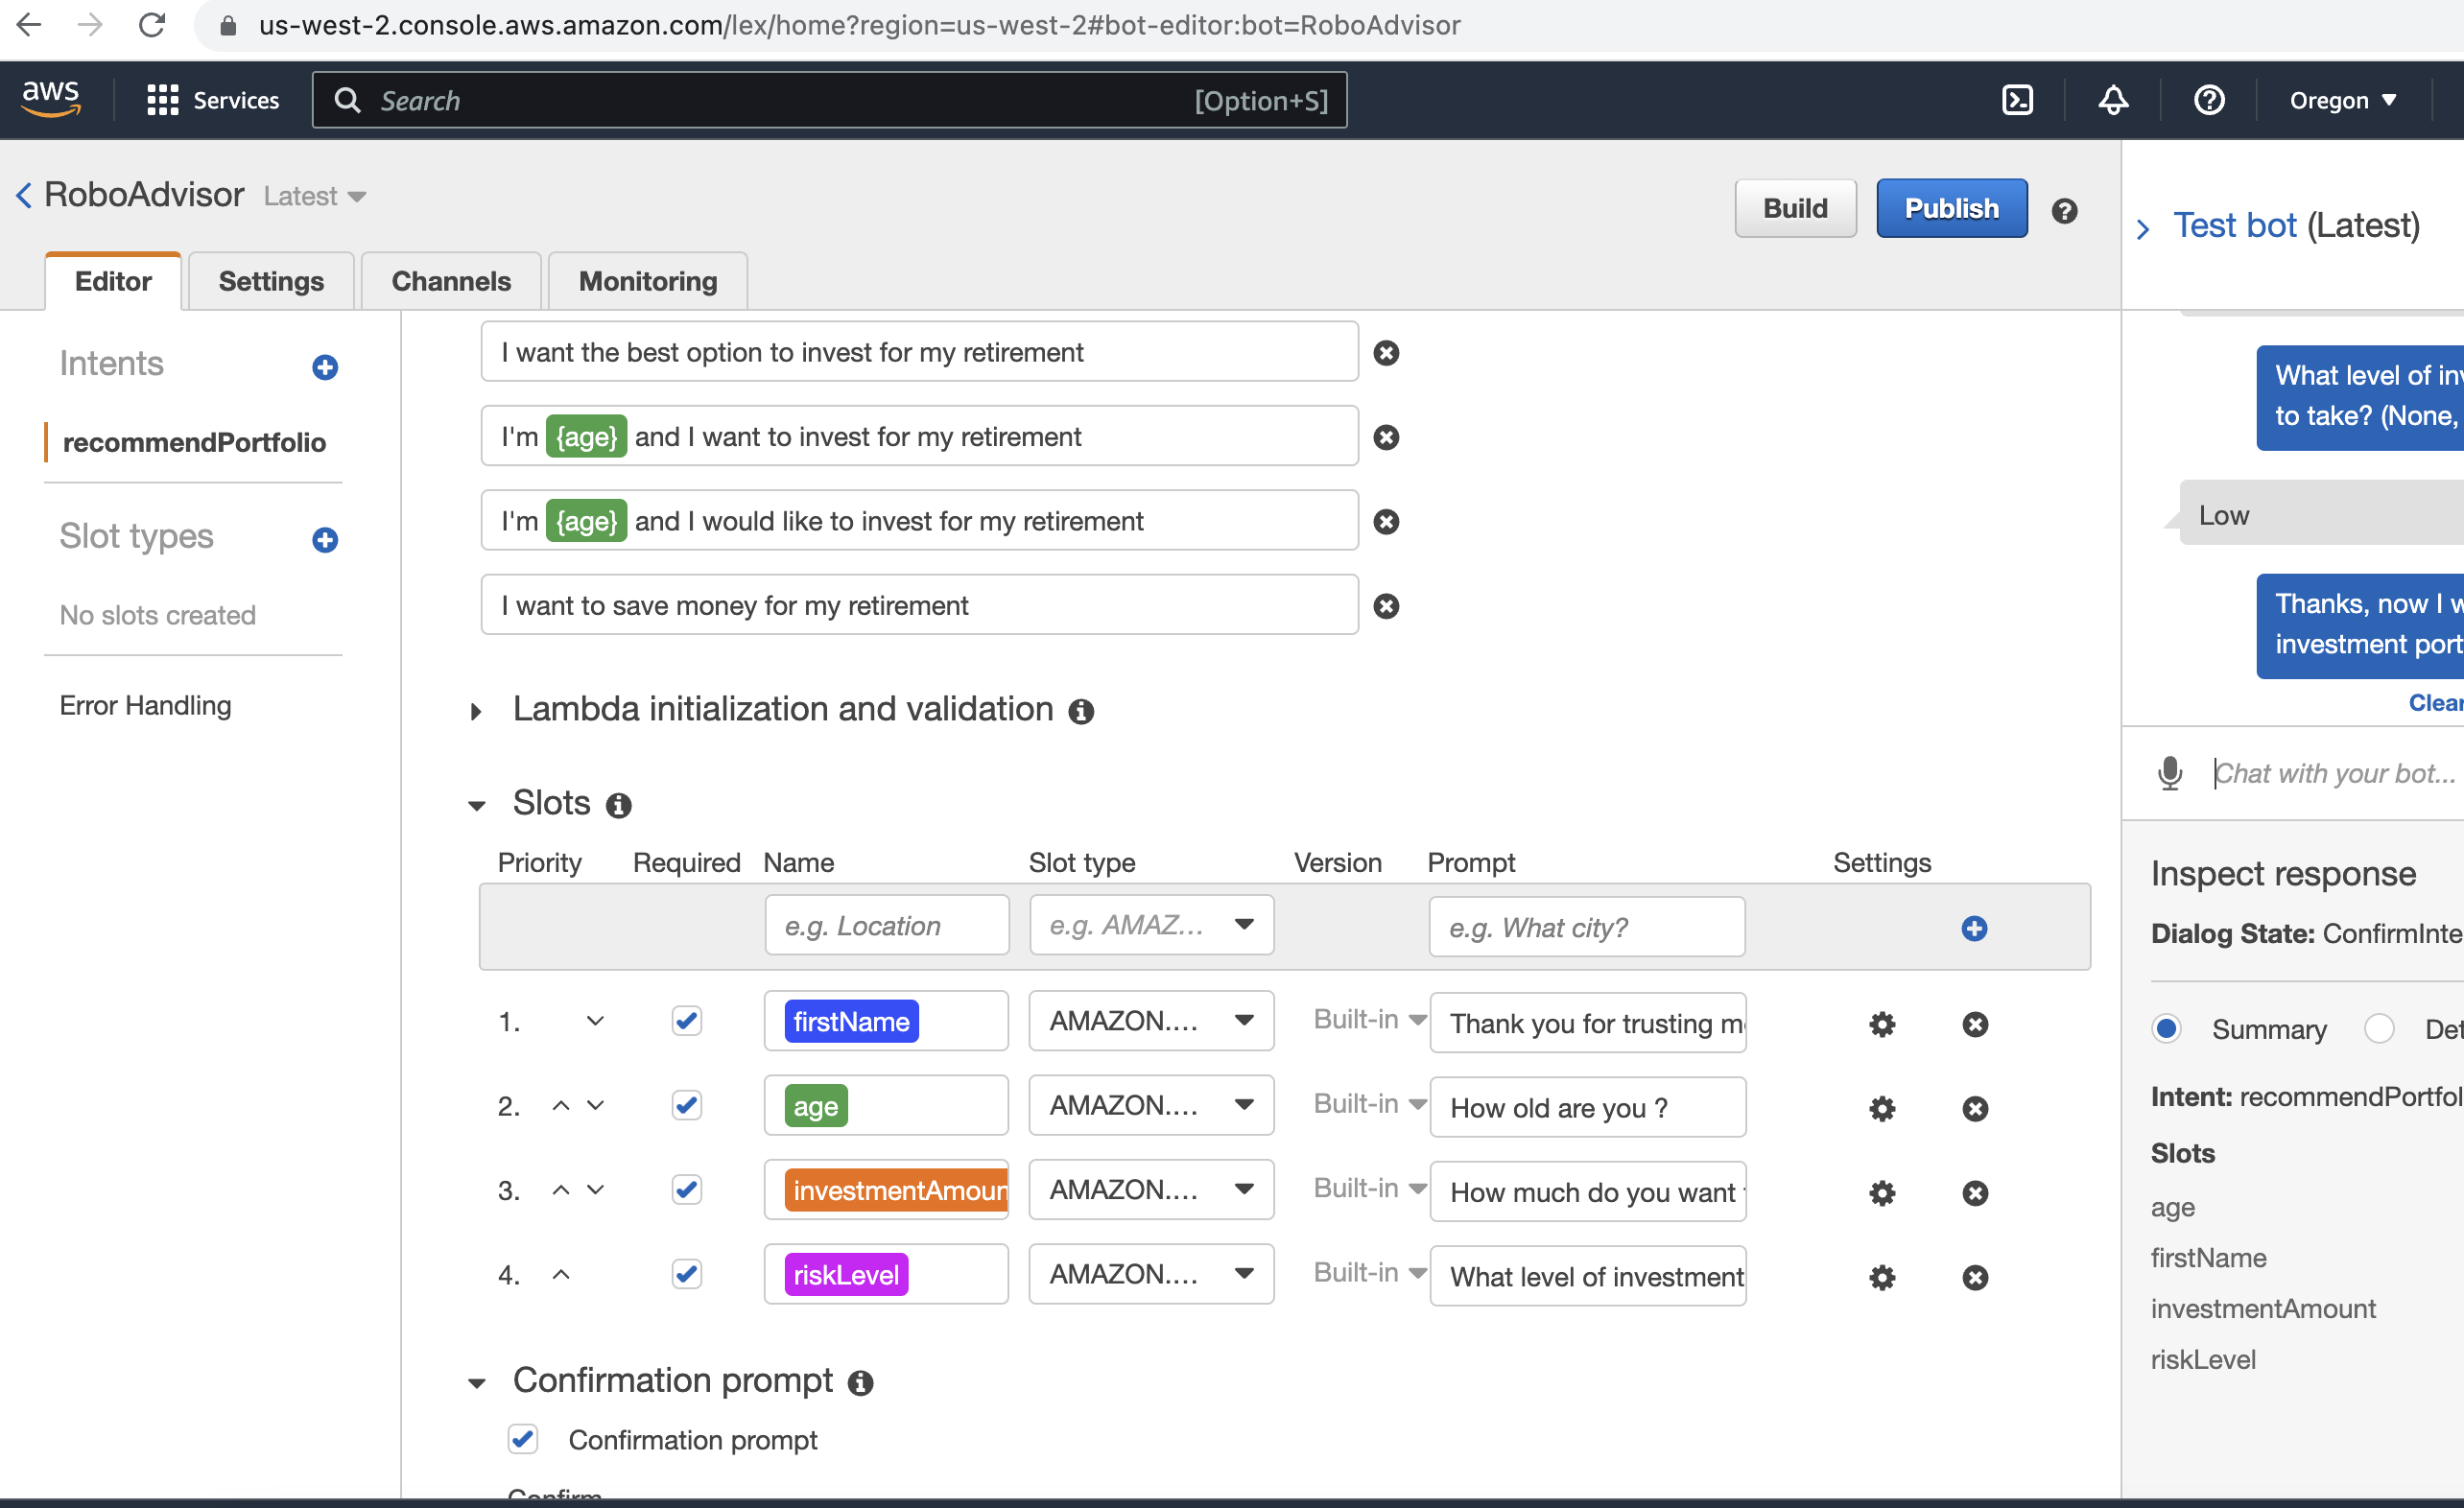 us-west-2.console.aws.amazon.com/lex/home?region=us-west-2#bot-editor:bot=RoboAdvisor
aws
Services
Search
[Option+S]
Oregon
RoboAdvisor Latest
Build
Publish
Test bot (Latest)
Editor
Settings
Channels
Monitoring
Intents
recommendPortfolio
Slot types
No slots created
Error Handling
I want the best option to invest for my retirement
I'm {age} and I want to invest for my retirement
I'm {age} and I would like to invest for my retirement
I want to save money for my retirement
Lambda initialization and validation
Slots
Priority Required Name Slot type Version Prompt Settings
e.g. Location e.g. AMAZ... e.g. What city?
1. firstName AMAZON.... Built-in Thank you for trusting m
2. age AMAZON.... Built-in How old are you ?
3. investmentAmoun AMAZON.... Built-in How much do you want
4. riskLevel AMAZON.... Built-in What level of investment
Confirmation prompt
Confirmation prompt
Confirm
What level of inv
to take? (None,
Low
Thanks, now I w
investment port
Clear
Chat with your bot...
Inspect response
Dialog State: ConfirmInte
Summary Det
Intent: recommendPortfol
Slots
age
firstName
investmentAmount
riskLevel